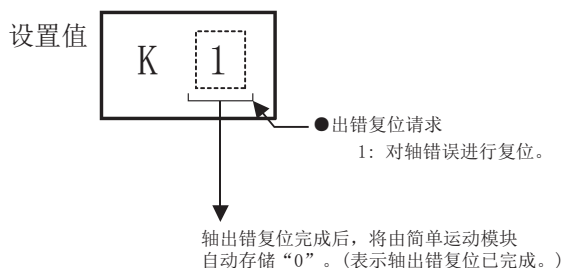 设置值
K 1
●出错复位请求
1: 对轴错误进行复位。
轴出错复位完成后, 将由简单运动模块
自动存储“0”。(表示轴出错复位已完成。)